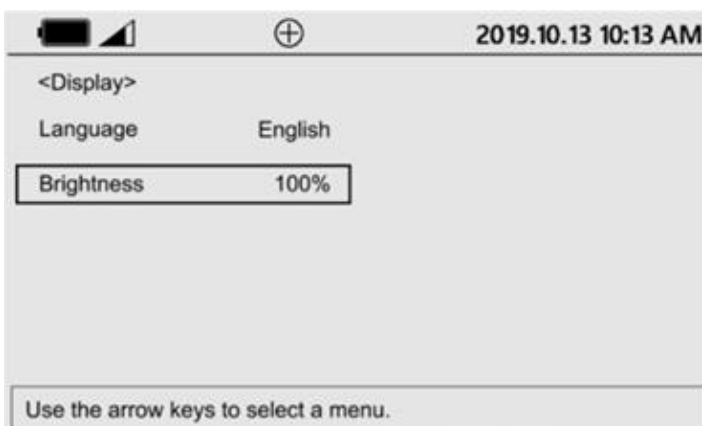 2019.10.13 10:13 AM
<Display>
Language English
Brightness 100%
Use the arrow keys to select a menu.